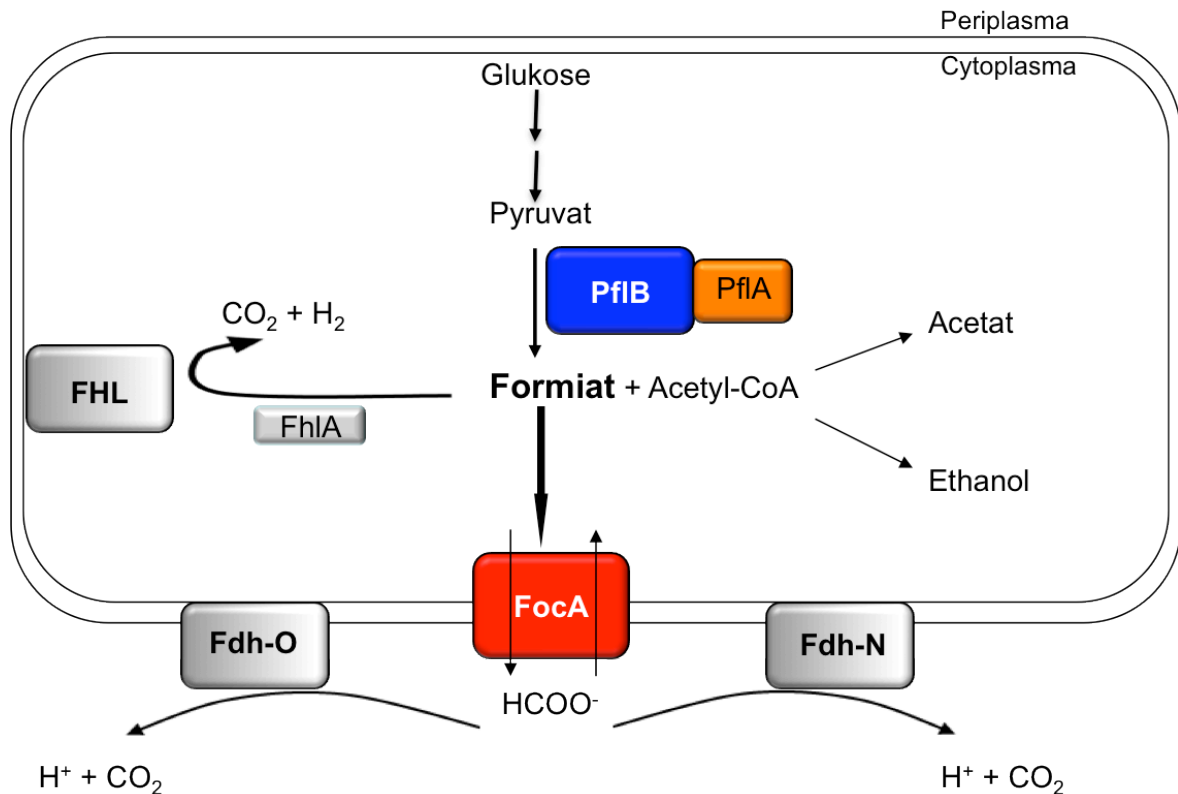 Periplasma
Cytoplasma
Glukose
Pyruvat
PflB
PflA
CO₂ + H₂
Acetat
FHL
Formiat + Acetyl-CoA
FhlA
Ethanol
FocA
Fdh-O
Fdh-N
HCOO⁻
H⁺ + CO₂
H⁺ + CO₂